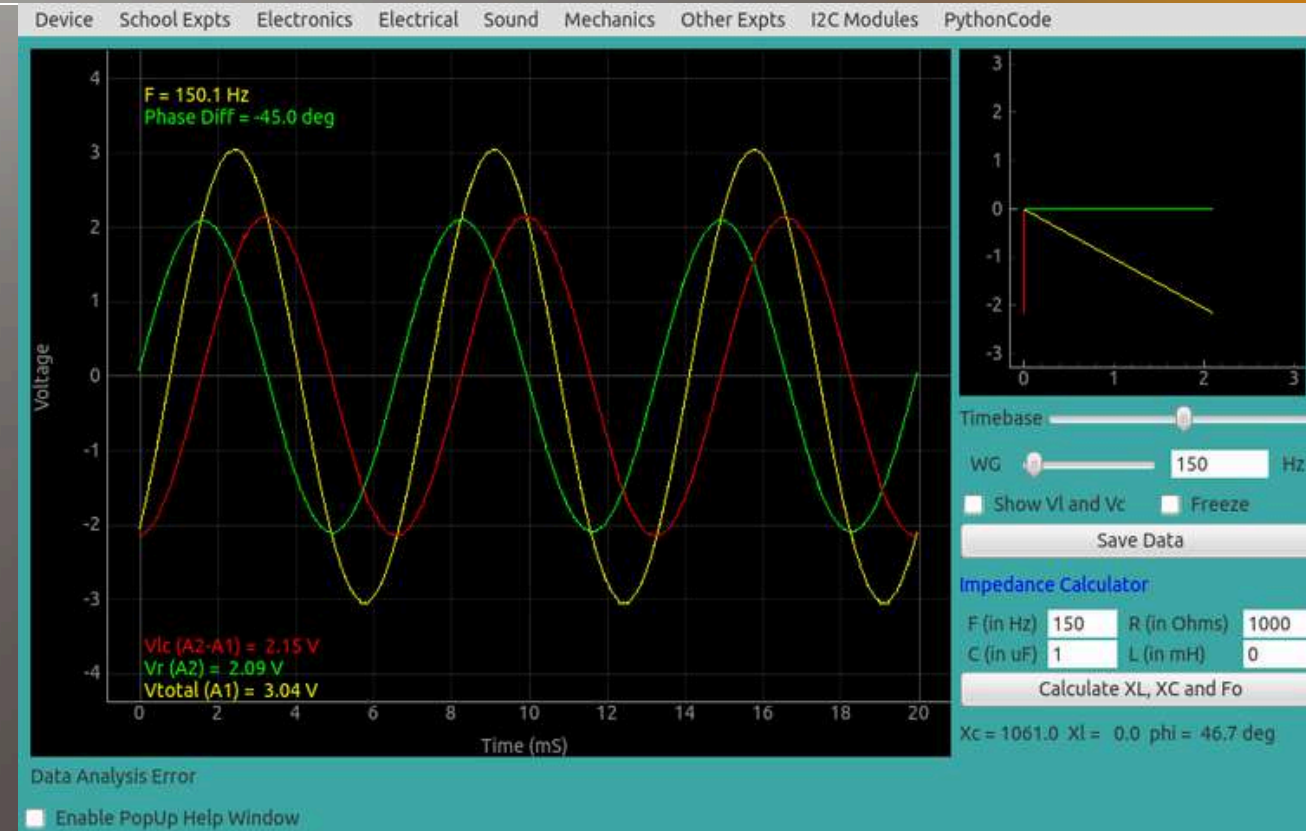 Device School Expts Electronics Electrical Sound Mechanics Other Expts I2C Modules PythonCode
F = 150.1 Hz
Phase Diff = -45.0 deg
4
3
2
1
0
-1
-2
-3
-4
Voltage
Vlc (A2-A1) = 2.15 V
Vr (A2) = 2.09 V
Vtotal (A1) = 3.04 V
0 2 4 6 8 10 12 14 16 18 20
Time (mS)
3
2
1
0
-1
-2
-3
0 1 2 3
Timebase
WG 150 Hz
Show Vl and Vc Freeze
Save Data
Impedance Calculator
F (in Hz) 150 R (in Ohms) 1000
C (in uF) 1 L (in mH) 0
Calculate XL, XC and Fo
Xc = 1061.0 Xl = 0.0 phi = 46.7 deg
Data Analysis Error
Enable PopUp Help Window